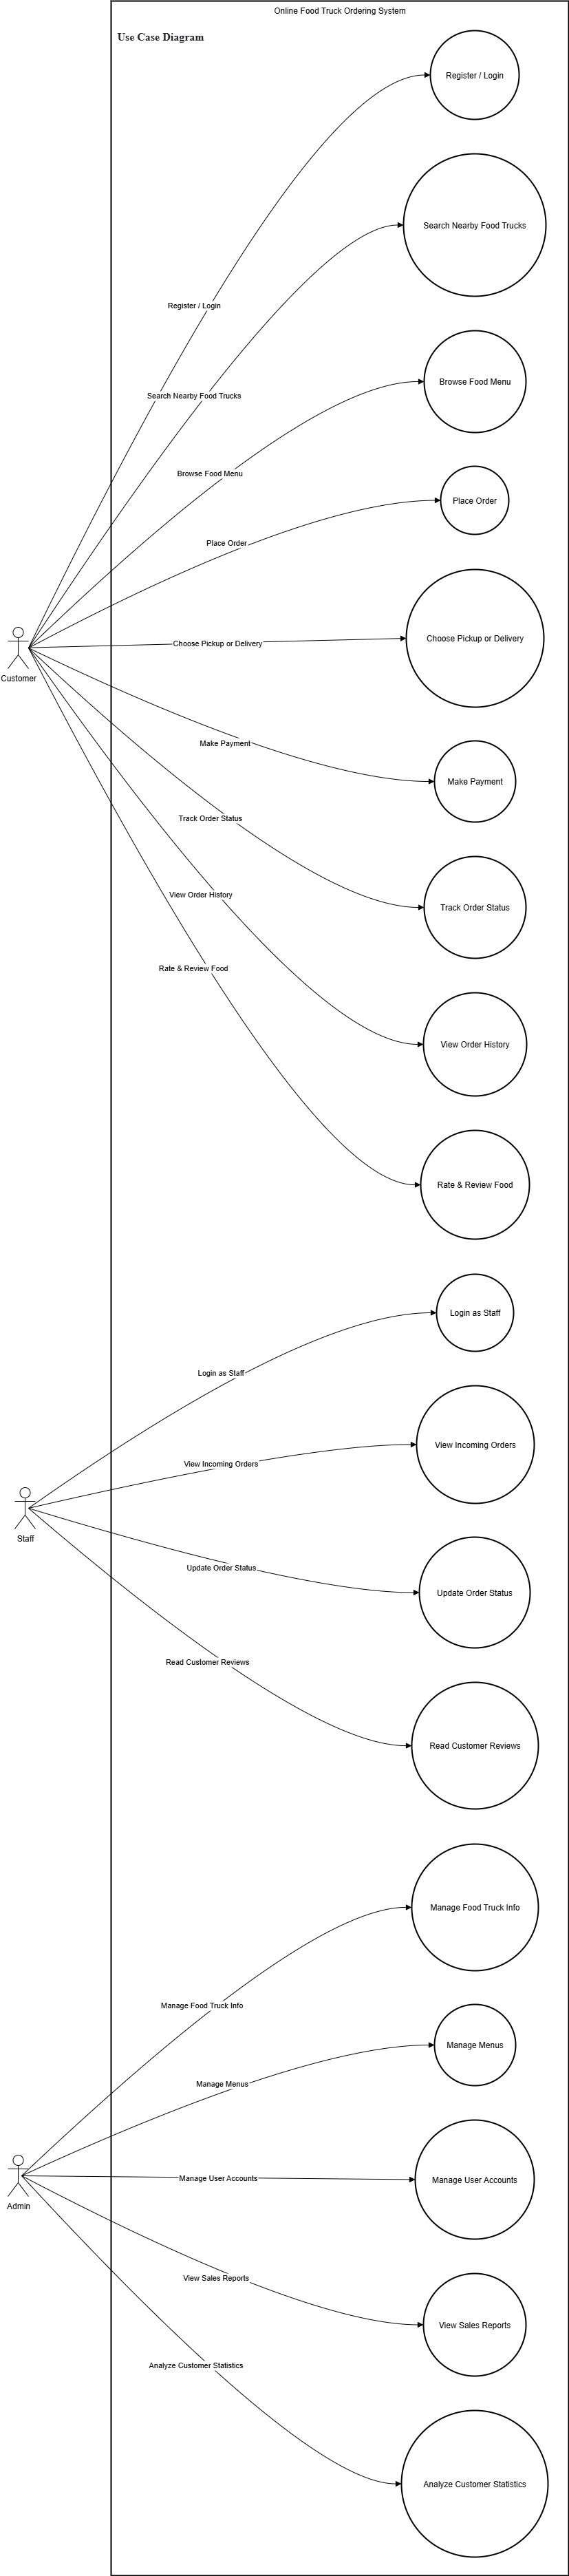 Online Food Truck Ordering System
Use Case Diagram
Register / Login
Search Nearby Food Trucks
Register / Login
Browse Food Menu
Search Nearby Food Trucks
Browse Food Menu
Place Order
Place Order
Choose Pickup or Delivery
Choose Pickup or Delivery
Customer
Make Payment
Make Payment
Track Order Status
View Order History
Track Order Status
Rate & Review Food
View Order History
Rate & Review Food
Login as Staff
Login as Staff
View Incoming Orders
View Incoming Orders
Staff
Update Order Status
Update Order Status
Read Customer Reviews
Read Customer Reviews
Manage Food Truck Info
Manage Food Truck Info
Manage Menus
Manage Menus
Manage User Accounts
Manage User Accounts
Admin
View Sales Reports
View Sales Reports
Analyze Customer Statistics
Analyze Customer Statistics